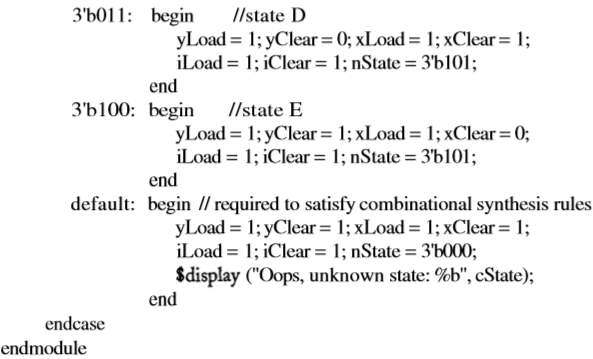 3'b011: begin //state D
yLoad = 1; yClear = 0; xLoad = 1; xClear = 1;
iLoad = 1; iClear = 1; nState = 3'b101;
end
3'b100: begin //state E
yLoad = 1; yClear = 1; xLoad = 1; xClear = 0;
iLoad = 1; iClear = 1; nState = 3'b101;
end
default: begin // required to satisfy combinational synthesis rules
yLoad = 1; yClear = 1; xLoad = 1; xClear = 1;
iLoad = 1; iClear = 1; nState = 3'b000;
$display ("Oops, unknown state: %b", cState);
end
endcase
endmodule